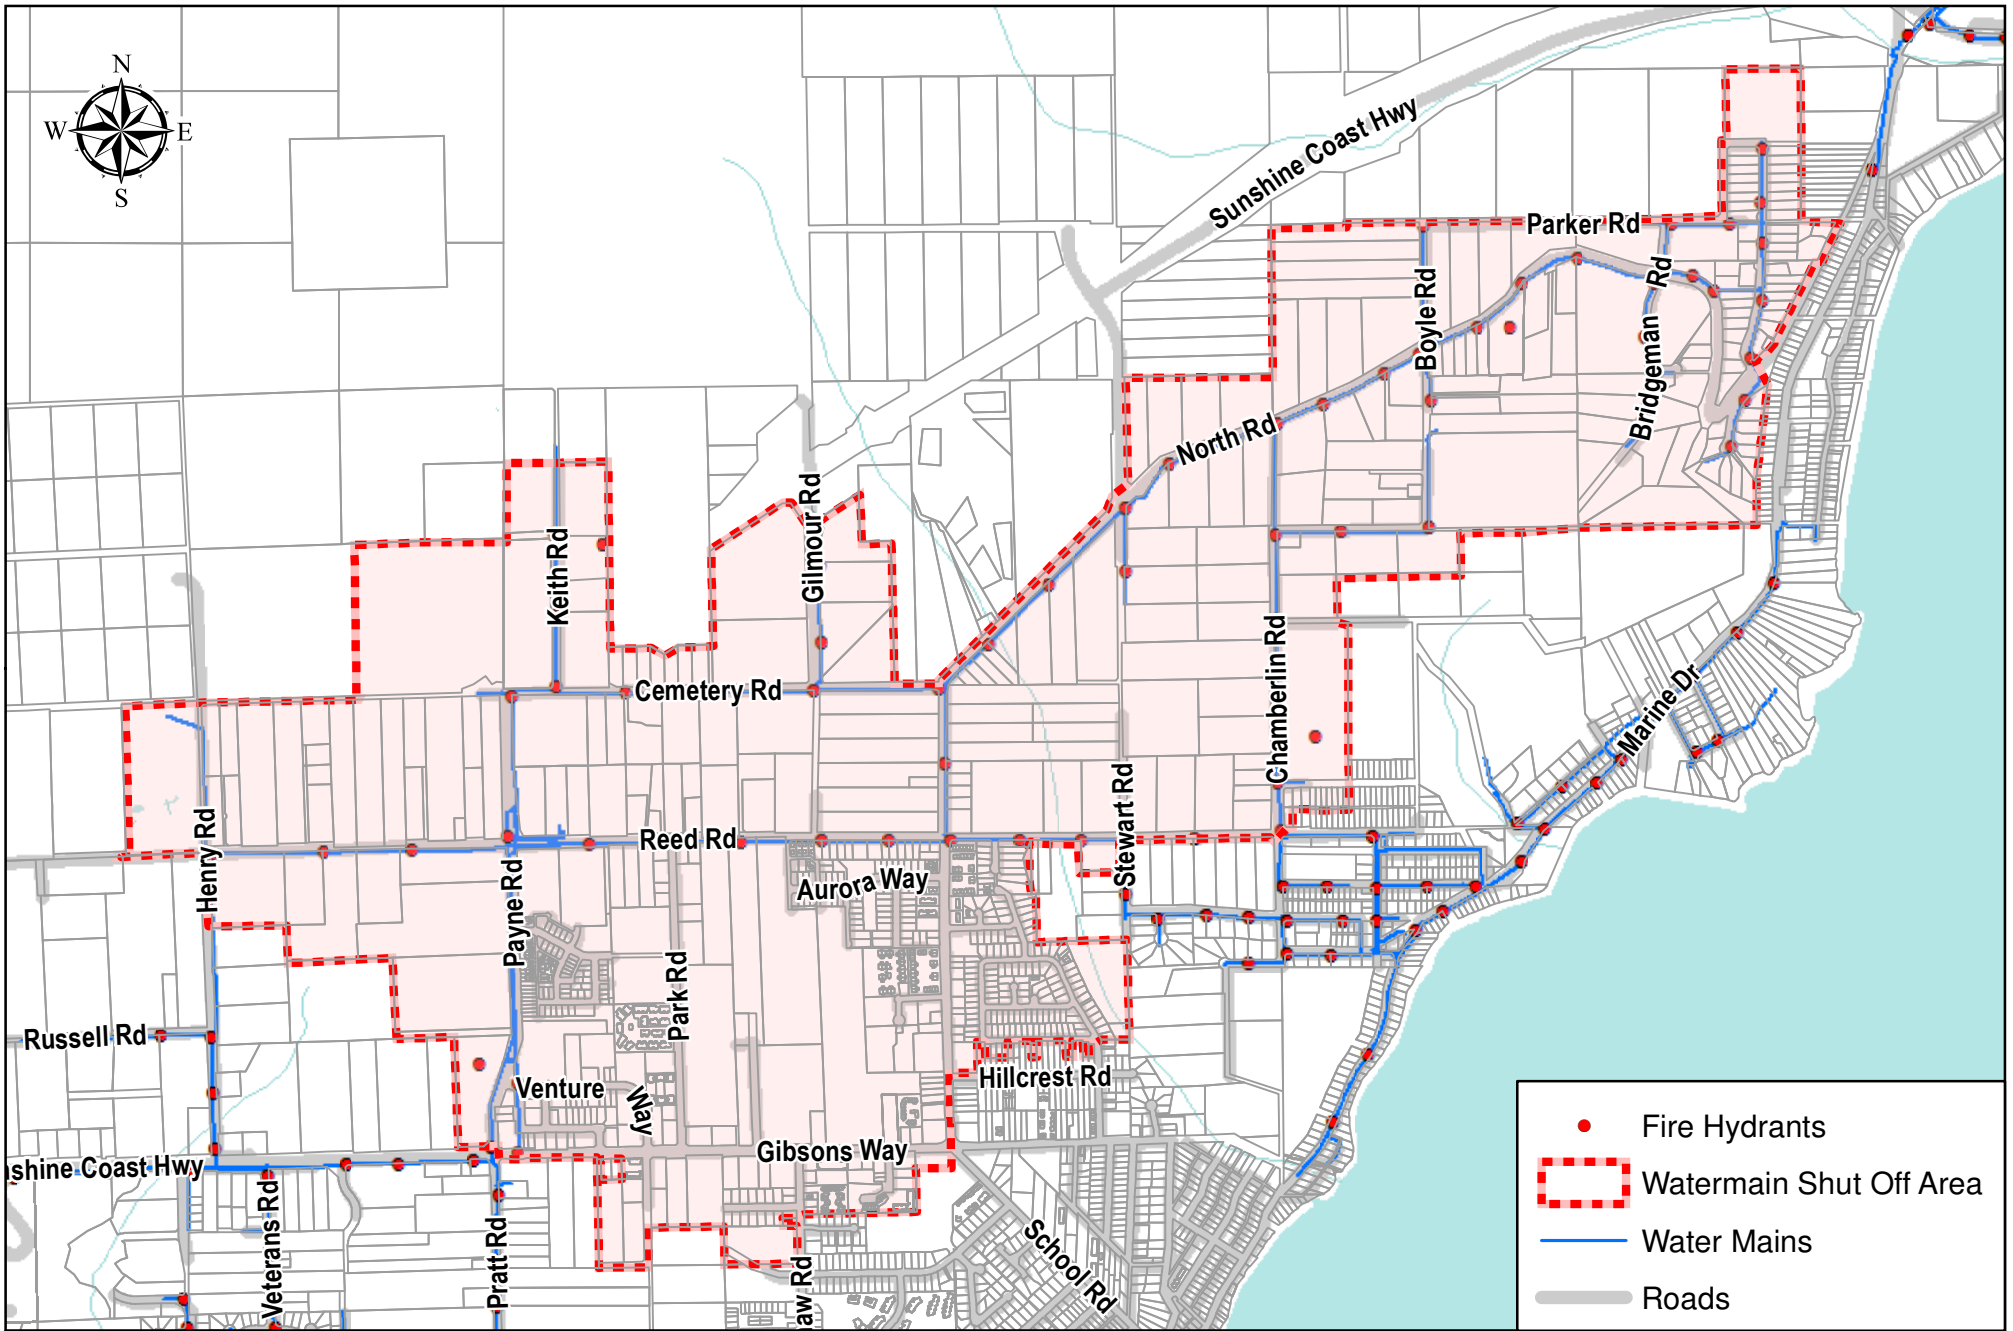 N
W E
S
Sunshine Coast Hwy
Parker Rd
Boyle Rd
Bridgeman Rd
North Rd
Keith Rd
Gilmour Rd
Cemetery Rd
Chamberlin Rd
Marine Dr
Henry Rd
Reed Rd
Stewart Rd
Payne Rd
Aurora Way
Park Rd
Russell Rd
Venture Way
Hillcrest Rd
Gibsons Way
nshine Coast Hwy
Veterans Rd
Pratt Rd
aw Rd
School Rd
Fire Hydrants
Watermain Shut Off Area
Water Mains
Roads